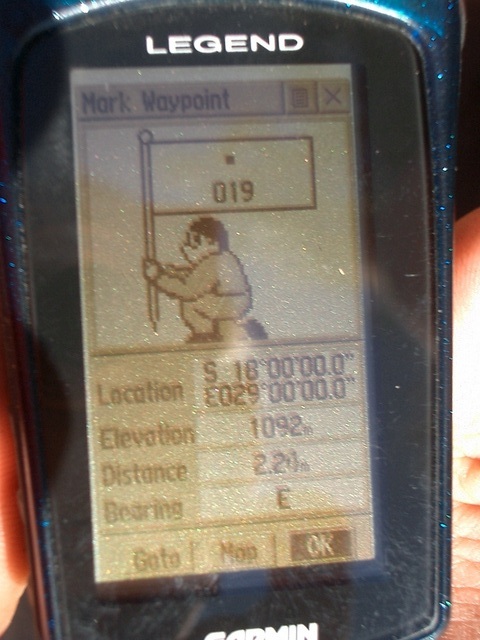 LEGEND
Mark Waypoint
019
Location S 18°00'00.0"
E029°00'00.0"
Elevation 1092m
Distance 2.24m
Bearing E
Goto Map OK
GARMIN